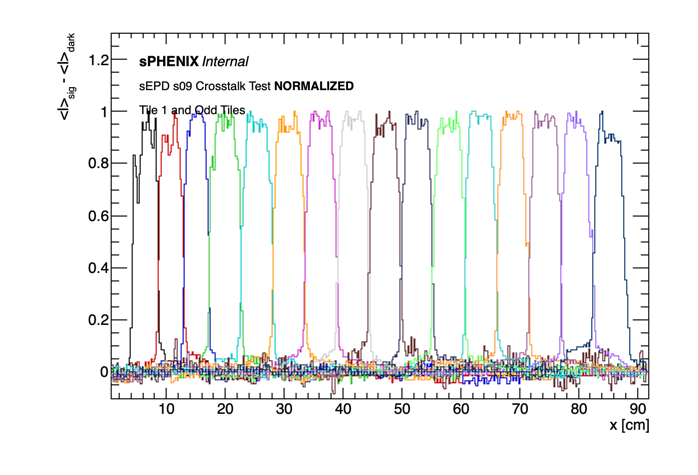 <I>sig - <I>dark
sPHENIX Internal
sEPD s09 Crosstalk Test NORMALIZED
Tile 1 and Odd Tiles
1.2
1
0.8
0.6
0.4
0.2
0
10 20 30 40 50 60 70 80 90
x [cm]